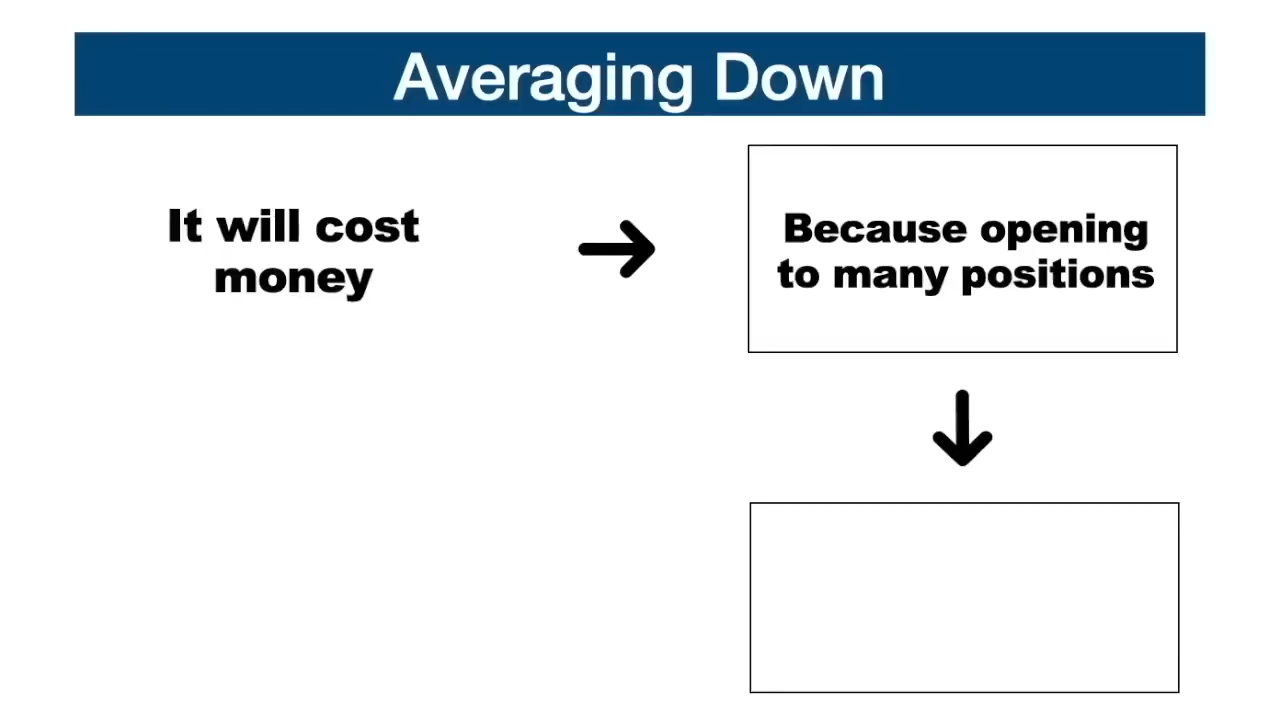 Averaging Down
It will cost
money
Because opening
to many positions